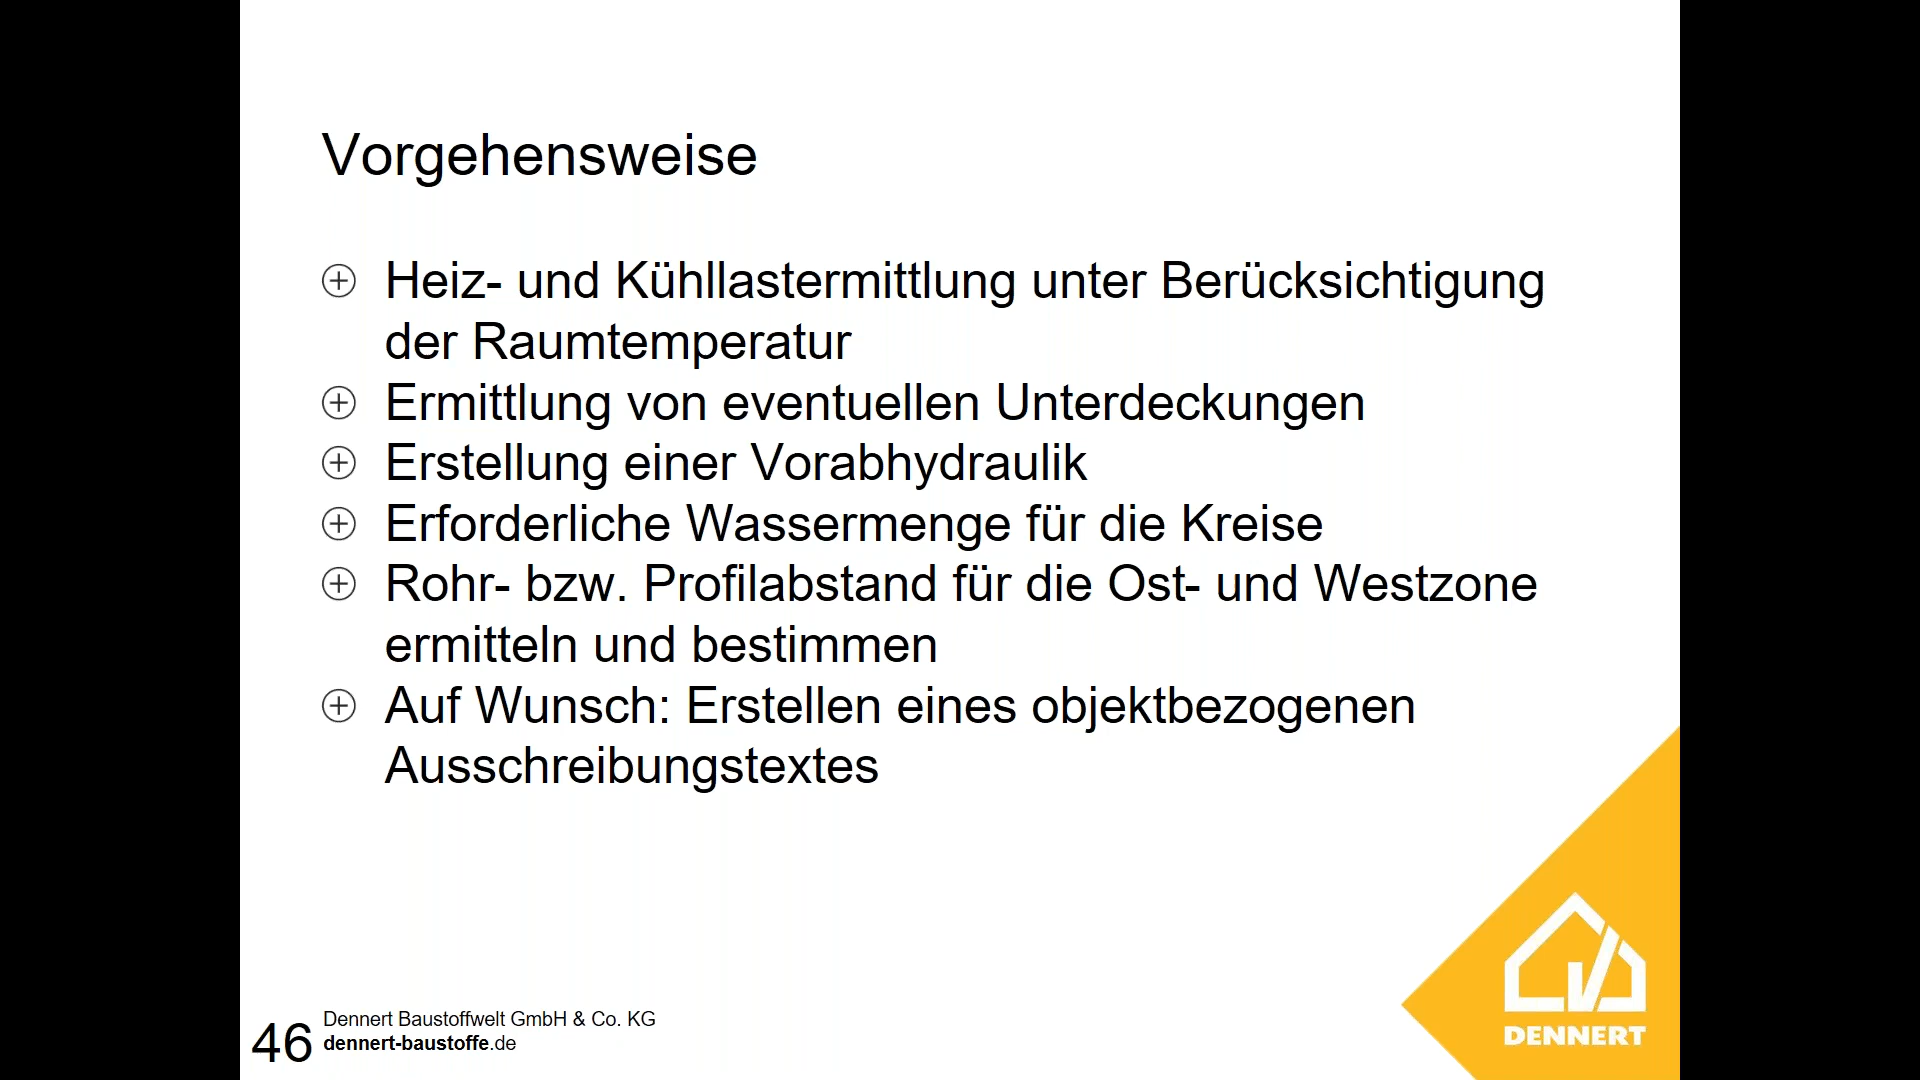 Vorgehensweise
Heiz- und Kühllastermittlung unter Berücksichtigung
der Raumtemperatur
Ermittlung von eventuellen Unterdeckungen
Erstellung einer Vorabhydraulik
Erforderliche Wassermenge für die Kreise
Rohr- bzw. Profilabstand für die Ost- und Westzone
ermitteln und bestimmen
Auf Wunsch: Erstellen eines objektbezogenen
Ausschreibungstextes
46
Dennert Baustoffwelt GmbH & Co. KG
dennert-baustoffe.de
DENNERT